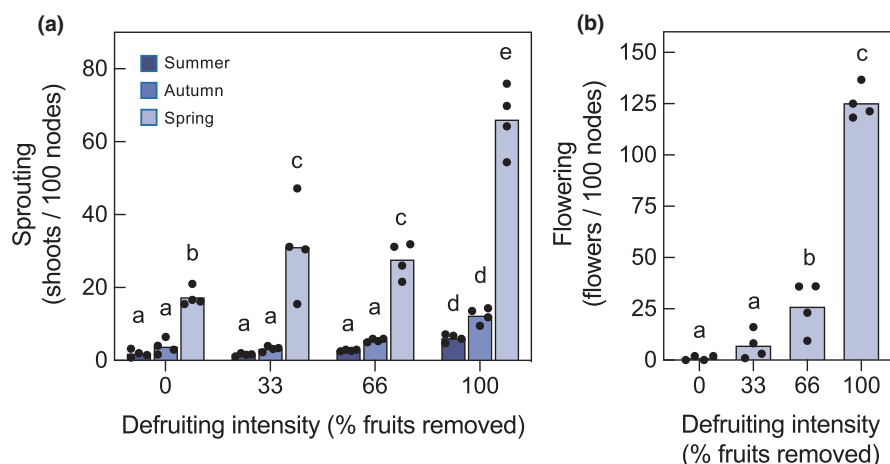 (a)
Sprouting
(shoots / 100 nodes)
80
60
40
20
0
Summer
Autumn
Spring
a a b
a a c
a a c
d d e
0 33 66 100
Defruiting intensity (% fruits removed)
(b)
Flowering
(flowers / 100 nodes)
150
125
100
75
50
25
0
a a b c
0 33 66 100
Defruiting intensity
(% fruits removed)